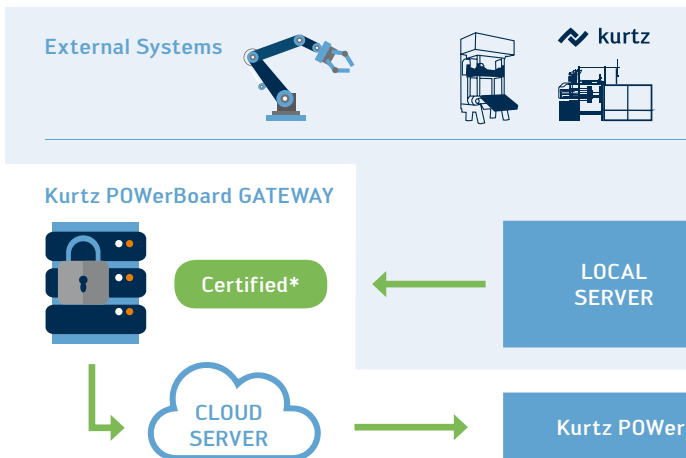 External Systems
kurtz
Kurtz POWerBoard GATEWAY
Certified*
LOCAL
SERVER
CLOUD
SERVER
Kurtz POWer